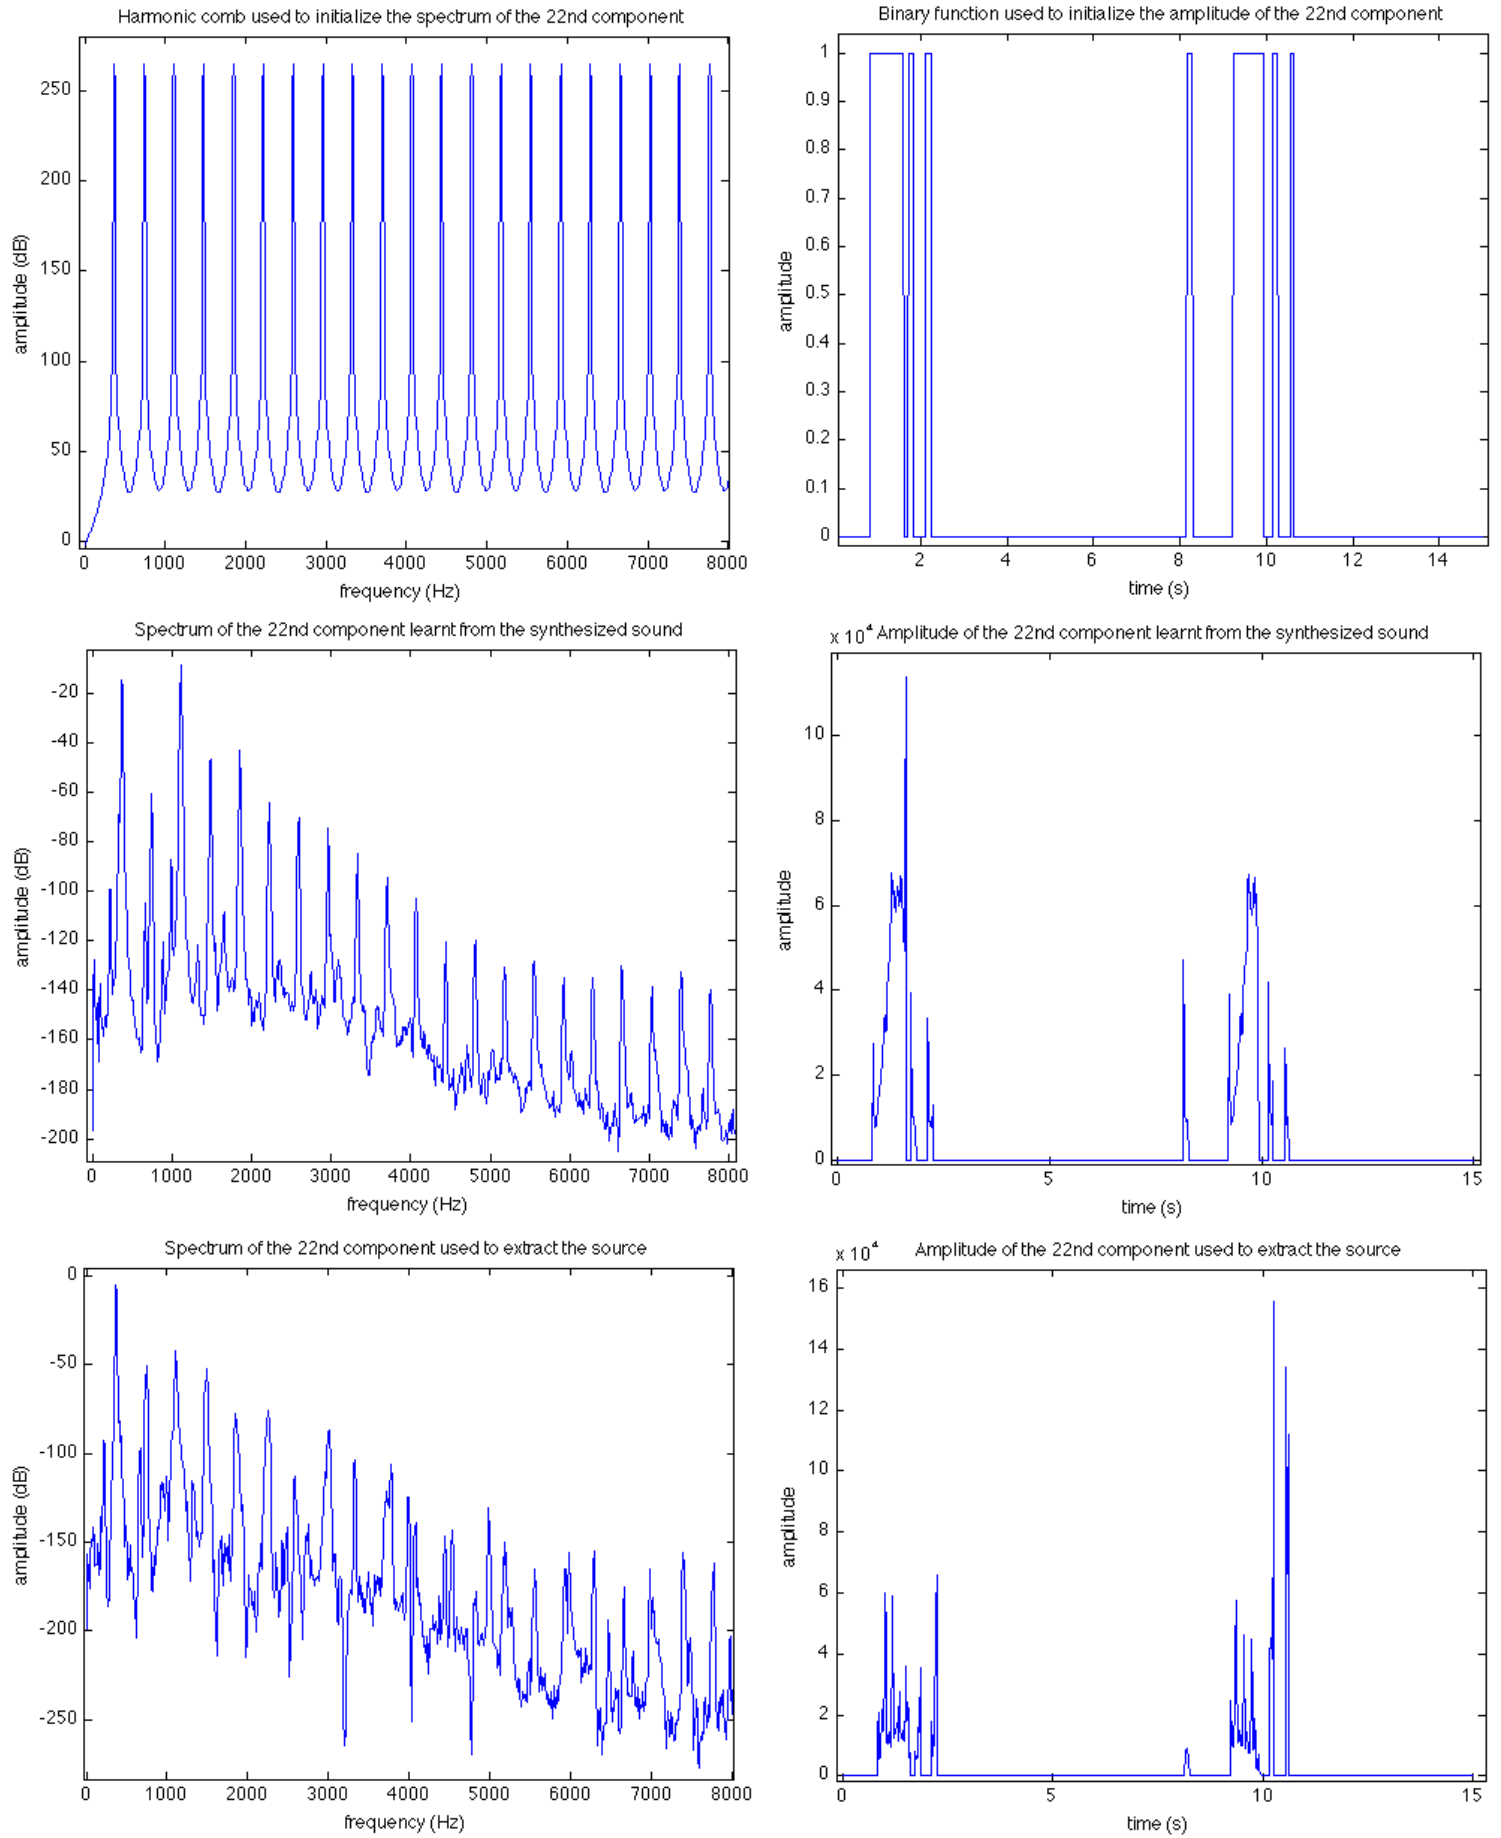 Harmonic comb used to initialize the spectrum of the 22nd component
250
200
150
100
50
0
amplitude (dB)
0 1000 2000 3000 4000 5000 6000 7000 8000
frequency (Hz)
Binary function used to initialize the amplitude of the 22nd component
1
0.9
0.8
0.7
0.6
0.5
0.4
0.3
0.2
0.1
0
amplitude
2 4 6 8 10 12 14
time (s)
Spectrum of the 22nd component learnt from the synthesized sound
-20
-40
-60
-80
-100
-120
-140
-160
-180
-200
amplitude (dB)
0 1000 2000 3000 4000 5000 6000 7000 8000
frequency (Hz)
x 10⁴ Amplitude of the 22nd component learnt from the synthesized sound
10
8
6
4
2
0
amplitude
0 5 10 15
time (s)
Spectrum of the 22nd component used to extract the source
0
-50
-100
-150
-200
-250
amplitude (dB)
0 1000 2000 3000 4000 5000 6000 7000 8000
frequency (Hz)
x 10⁴ Amplitude of the 22nd component used to extract the source
16
14
12
10
8
6
4
2
0
amplitude
0 5 10 15
time (s)